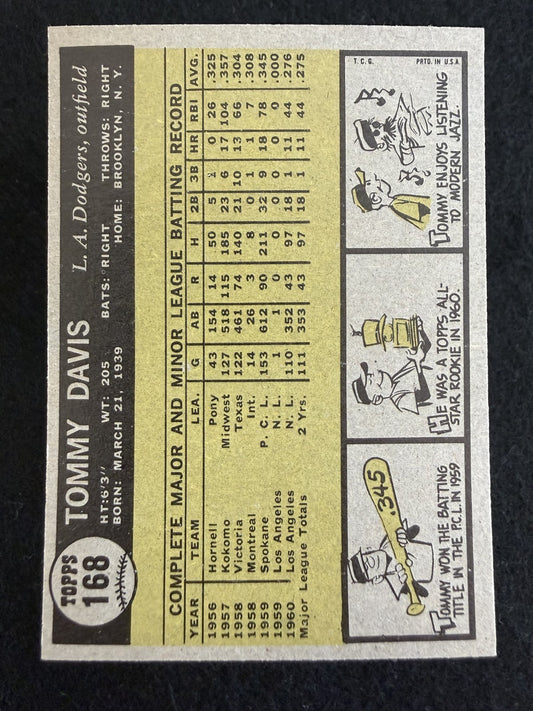 TOPPS
168
TOMMY DAVIS L. A. Dodgers, outfield
HT: 6'3" WT: 205 BATS: RIGHT THROWS: RIGHT
BORN: MARCH 21, 1939 HOME: BROOKLYN, N. Y.
COMPLETE MAJOR AND MINOR LEAGUE BATTING RECORD
YEAR TEAM LEA. G AB R H 2B 3B HR RBI AVG.
1956 Hornell Pony 43 154 14 50 5 0 26 .325
1957 Kokomo Midwest 127 518 115 185 23 6 17 104 .357
1958 Victoria Texas 122 461 74 140 21 10 13 66 .304
1958 Montreal Int. 14 26 3 8 0 1 1 7 .308
1959 Spokane P. C. L. 153 612 90 211 32 9 18 78 .345
1959 Los Angeles N. L. 1 1 0 0 0 0 0 0 .000
1960 Los Angeles N. L. 110 352 43 97 18 1 11 44 .276
Major League Totals 2 Yrs. 111 353 43 97 18 1 11 44 .275
.345
TOMMY WON THE BATTING
TITLE IN THE P.C.L. IN 1959
HE WAS A TOPPS ALL-
STAR ROOKIE IN 1960.
T. C. G. PRTD. IN U.S.A.
TOMMY ENJOYS LISTENING
TO MODERN JAZZ.